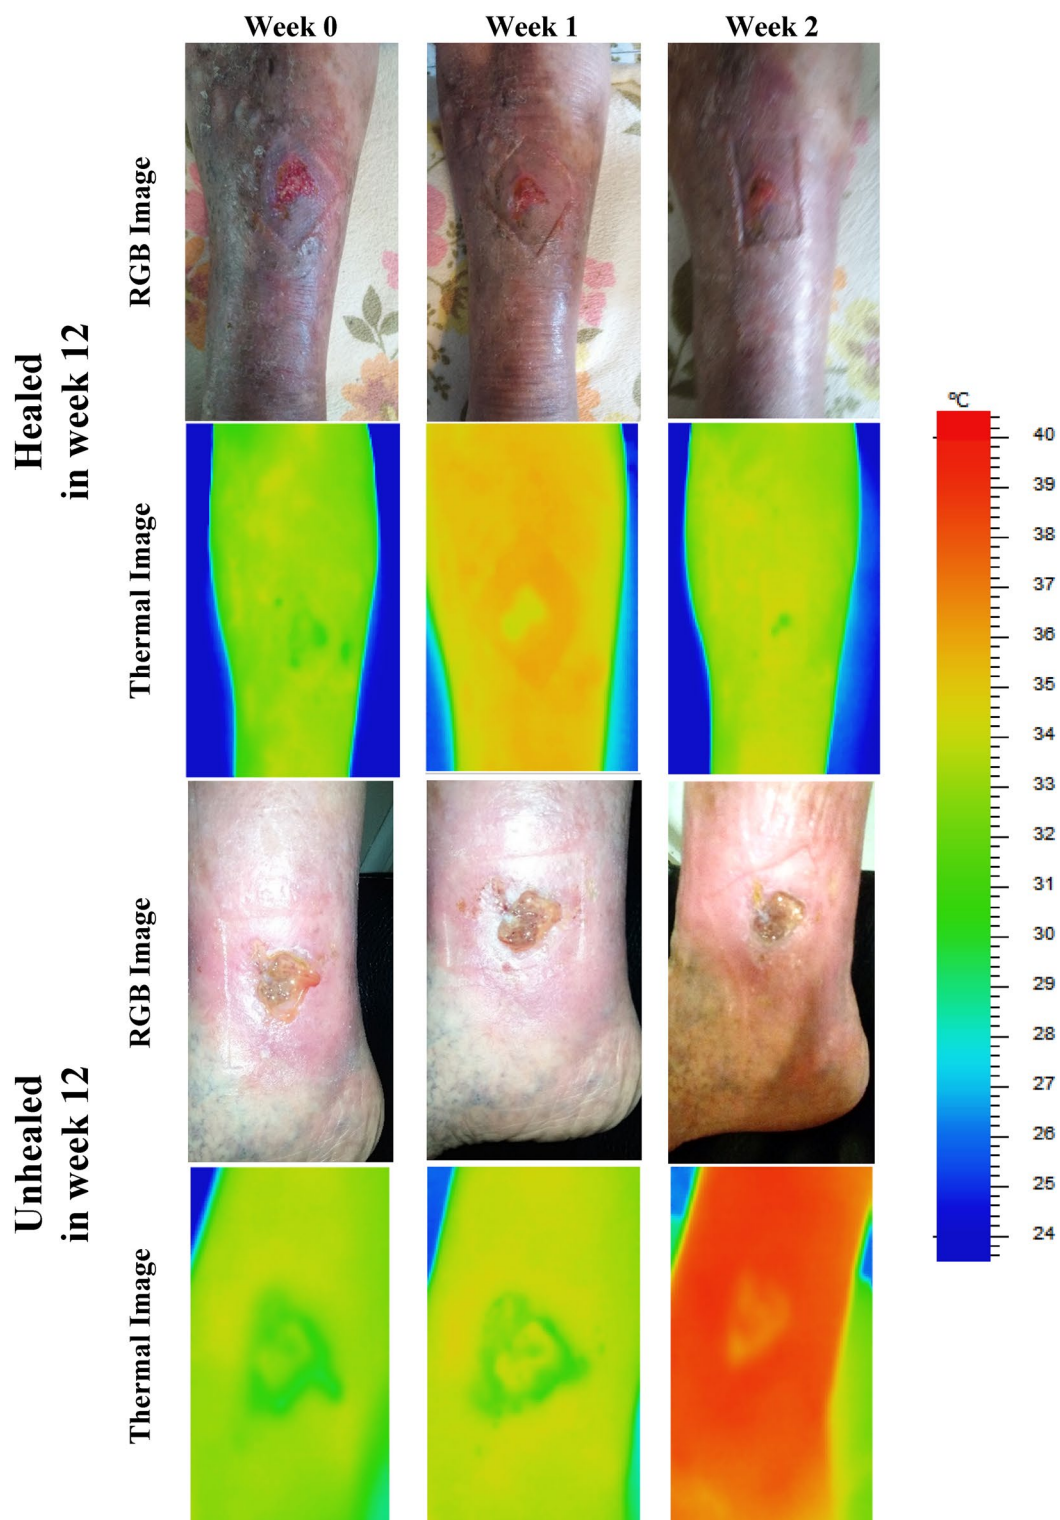 Week 0
Week 1
Week 2
Healed
in week 12
RGB Image
Thermal Image
Unhealed
in week 12
RGB Image
Thermal Image
ºC
40
39
38
37
36
35
34
33
32
31
30
29
28
27
26
25
24